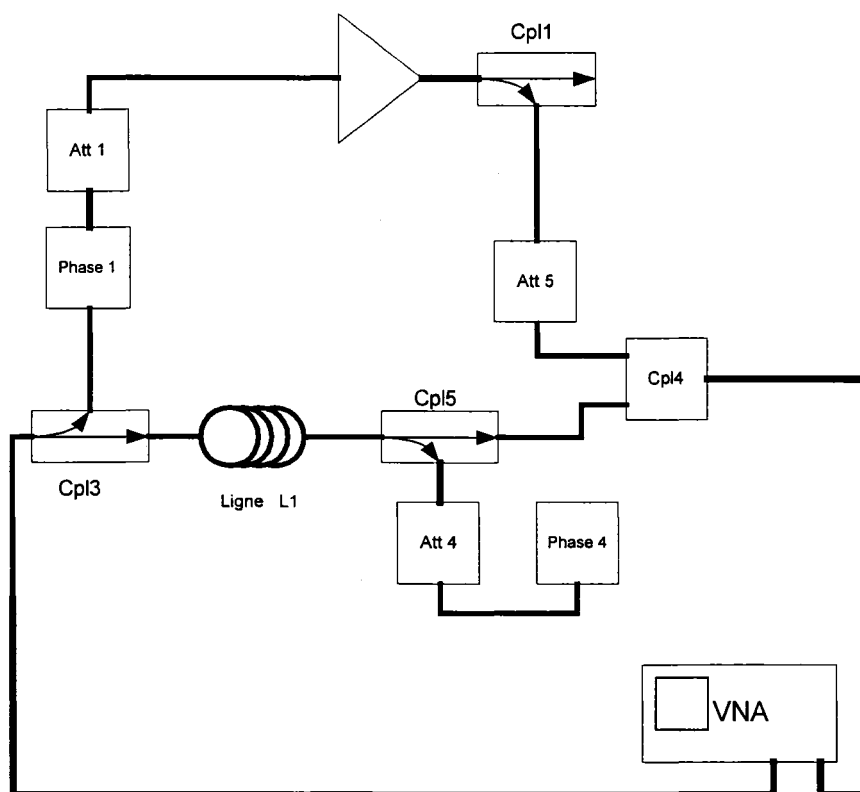 Cpl1
Att 1
Phase 1
Att 5
Cpl4
Cpl5
Cpl3
Ligne L1
Att 4
Phase 4
VNA